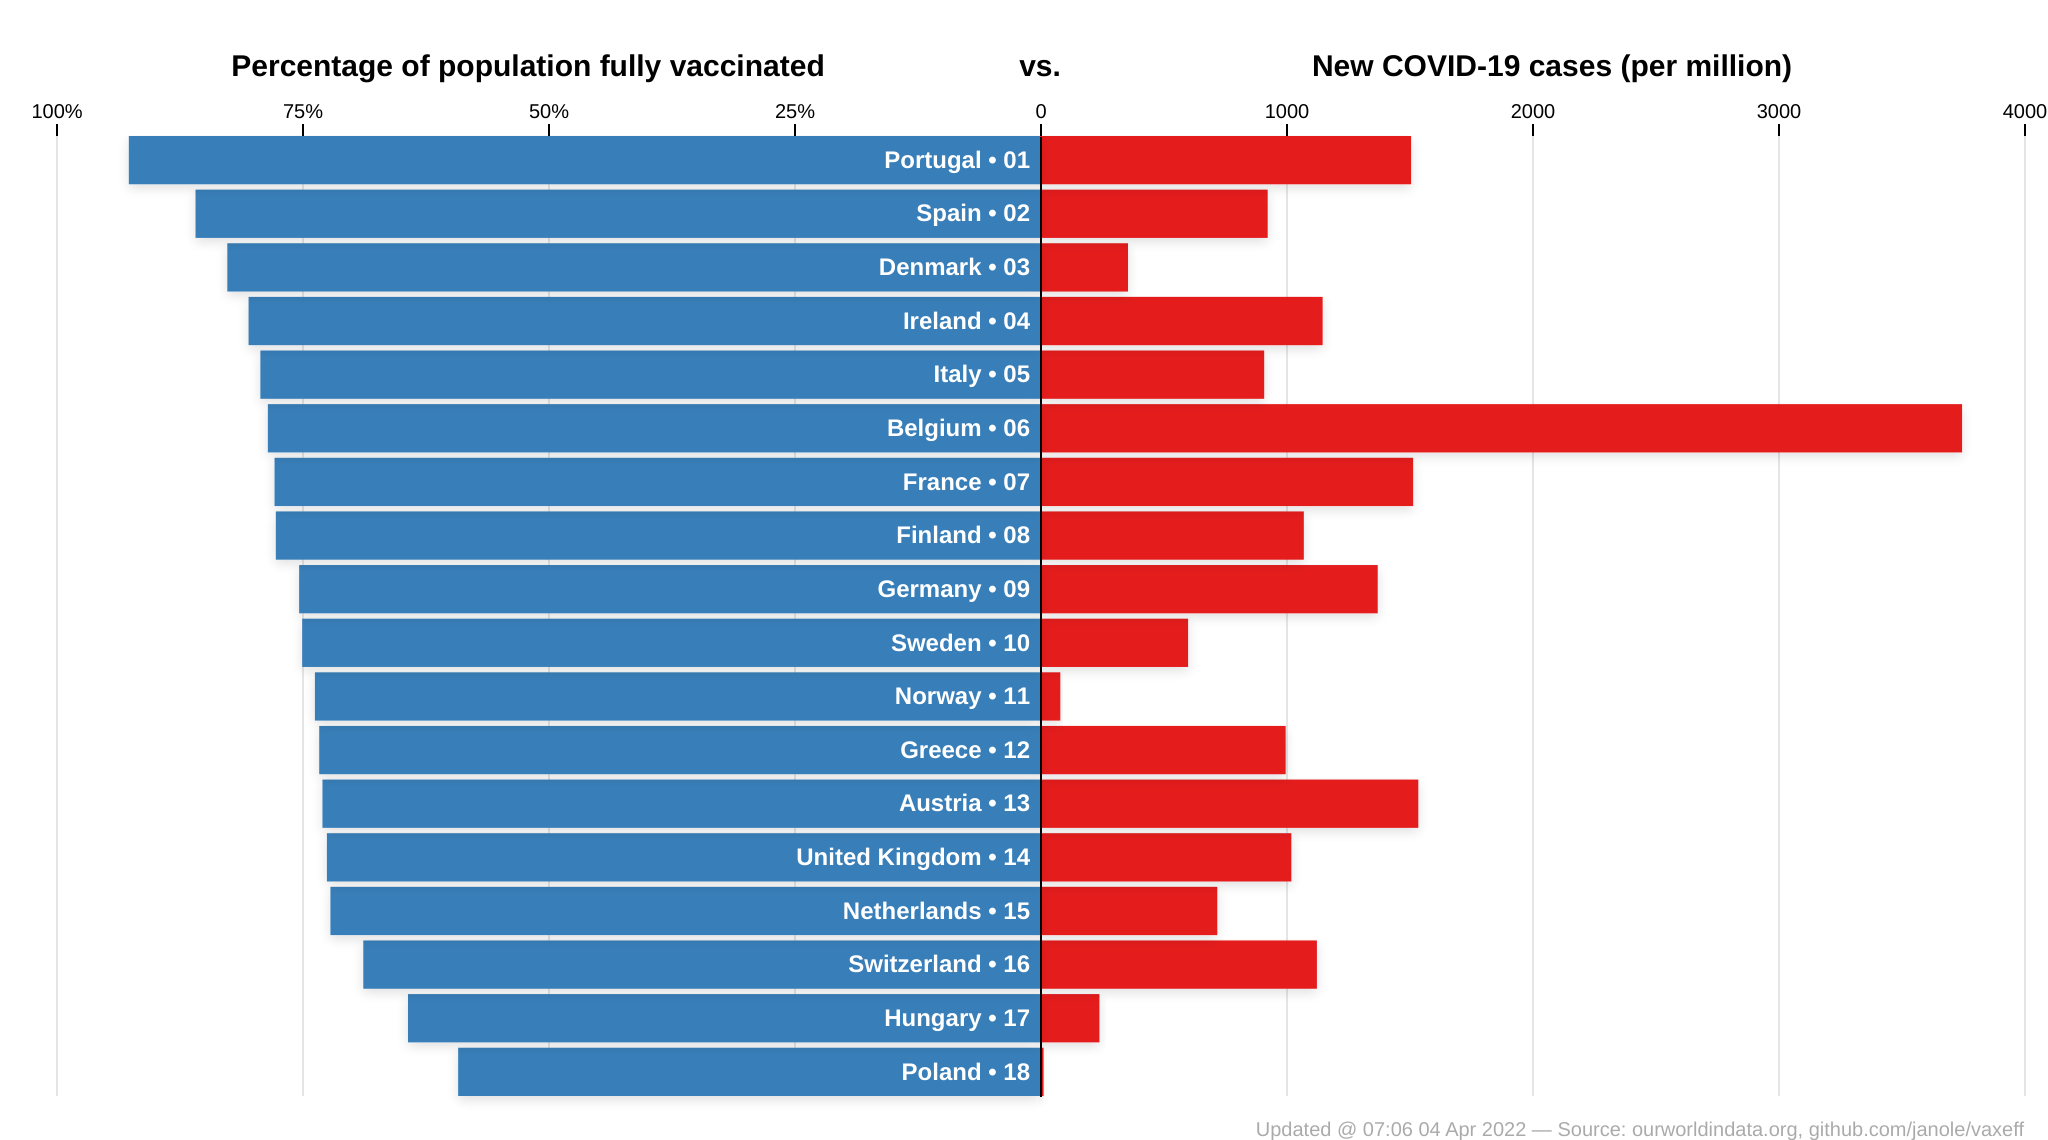 Percentage of population fully vaccinated vs. New COVID-19 cases (per million)
100% 75% 50% 25% 0 1000 2000 3000 4000
Portugal • 01
Spain • 02
Denmark • 03
Ireland • 04
Italy • 05
Belgium • 06
France • 07
Finland • 08
Germany • 09
Sweden • 10
Norway • 11
Greece • 12
Austria • 13
United Kingdom • 14
Netherlands • 15
Switzerland • 16
Hungary • 17
Poland • 18
Updated @ 07:06 04 Apr 2022 — Source: ourworldindata.org, github.com/janole/vaxeff